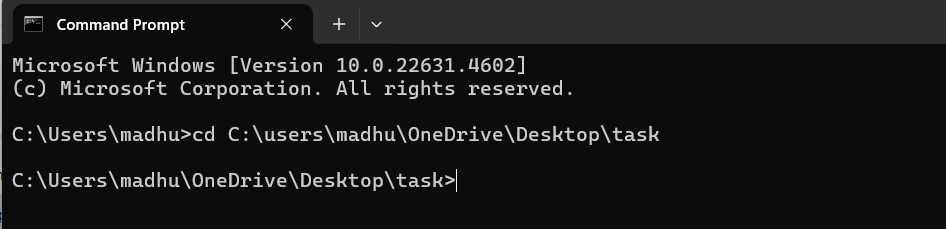 Command Prompt
Microsoft Windows [Version 10.0.22631.4602]
(c) Microsoft Corporation. All rights reserved.
C:\Users\madhu>cd C:\users\madhu\OneDrive\Desktop\task
C:\Users\madhu\OneDrive\Desktop\task>